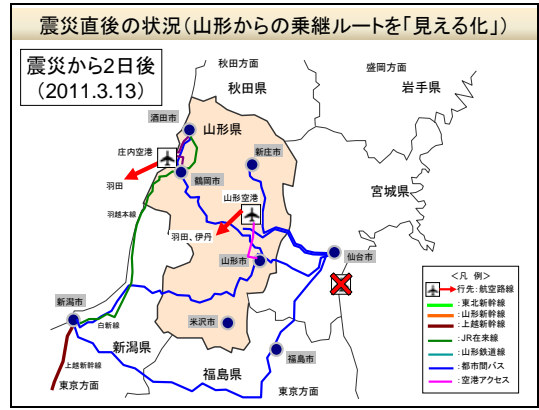 震災直後の状況(山形からの乗継ルートを「見える化」)
震災から2日後
(2011.3.13)
秋田方面
秋田県
盛岡方面
岩手県
酒田市
山形県
庄内空港
新庄市
羽田
鶴岡市
山形空港
宮城県
羽越本線
羽田、伊丹
山形市
仙台市
新潟市
白新線
米沢市
新潟県
上越新幹線
東京方面
福島県
福島市
東京方面
<凡 例>
行先:航空路線
:東北新幹線
:山形新幹線
:上越新幹線
:JR在来線
:山形鉄道線
:都市間バス
:空港アクセス